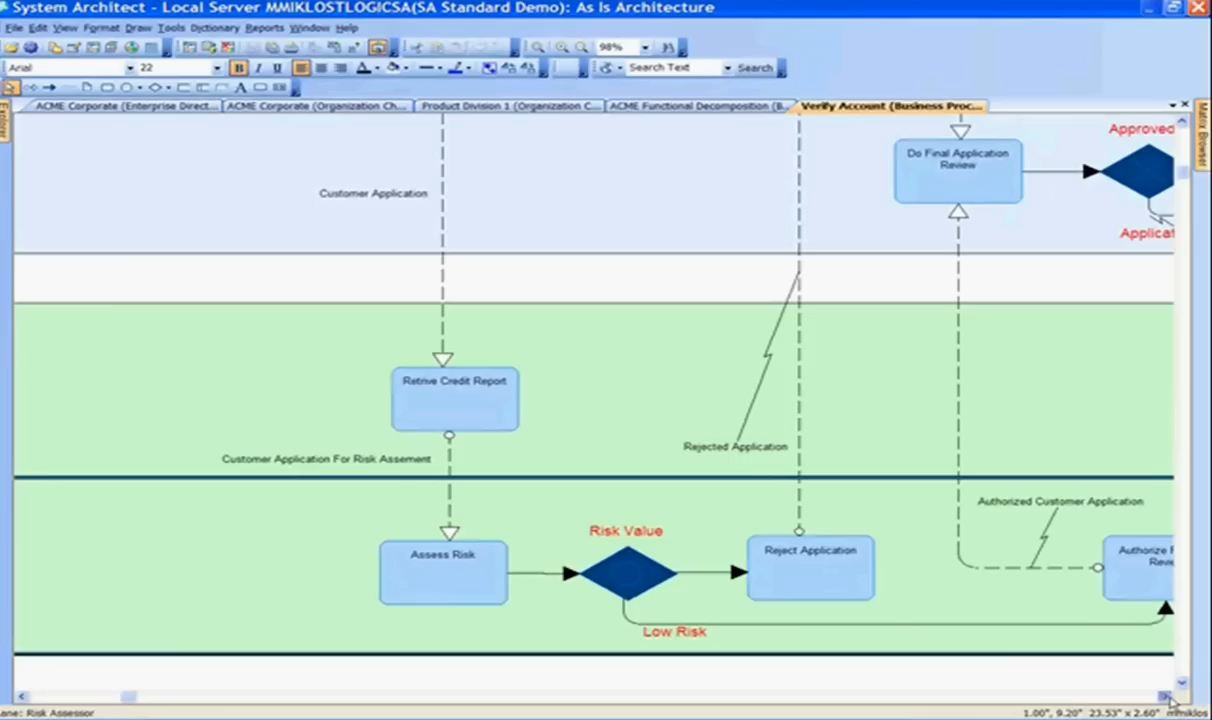 System Architect - Local Server MMIKLOSTLOGICSA(SA Standard Demo): As Is Architecture
File Edit View Format Draw Tools Dictionary Reports Window Help
98%
Arial 22 B I U A Search Text Search
A
ACME Corporate (Enterprise Direct... ACME Corporate (Organization Ch... Product Division 1 (Organization C... ACME Functional Decomposition (B... Verify Account (Business Proc...
Explorer
Matrix Browser
Approved
Do Final Application
Review
Customer Application
Applicat
Retrive Credit Report
Rejected Application
Customer Application For Risk Assement
Authorized Customer Application
Risk Value
Assess Risk
Reject Application
Authorize F
Revie
Low Risk
ane: Risk Assessor
1.00", 9.20" 23.53" x 2.60" mmiklos